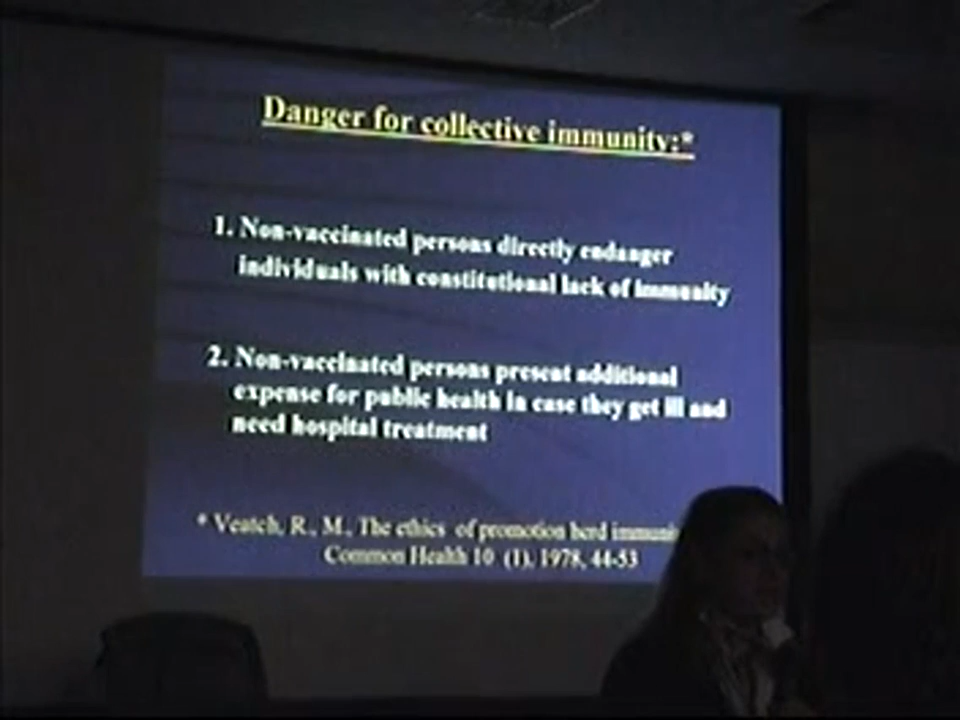 Danger for collective immunity:*
1. Non-vaccinated persons directly endanger
individuals with constitutional lack of immunity
2. Non-vaccinated persons present additional
expense for public health in case they get ill and
need hospital treatment
* Veatch, R., M., The ethics of promotion herd
Common Health 10 (1), 1978, 44-53